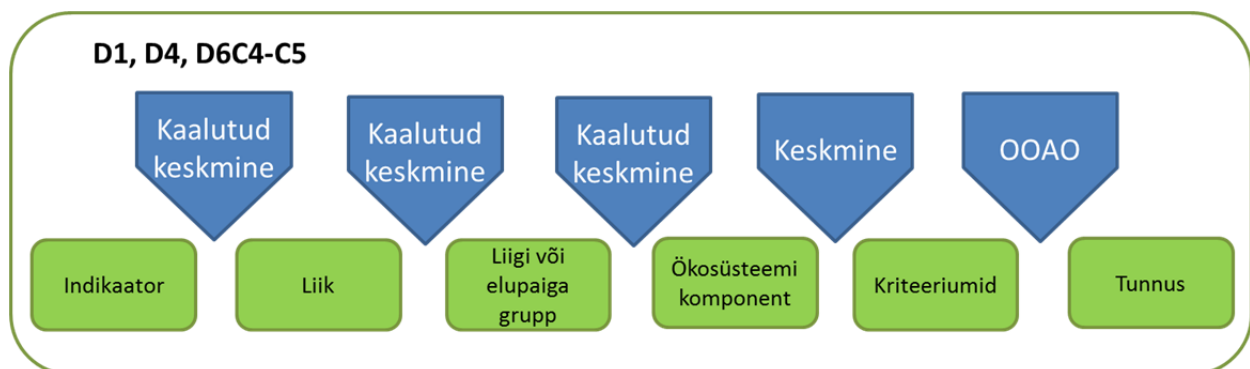 D1, D4, D6C4-C5
Kaalutud
keskmine
Kaalutud
keskmine
Kaalutud
keskmine
Keskmine
OOAO
Indikaator
Liik
Liigi või
elupaiga
grupp
Ökosüsteemi
komponent
Kriteeriumid
Tunnus